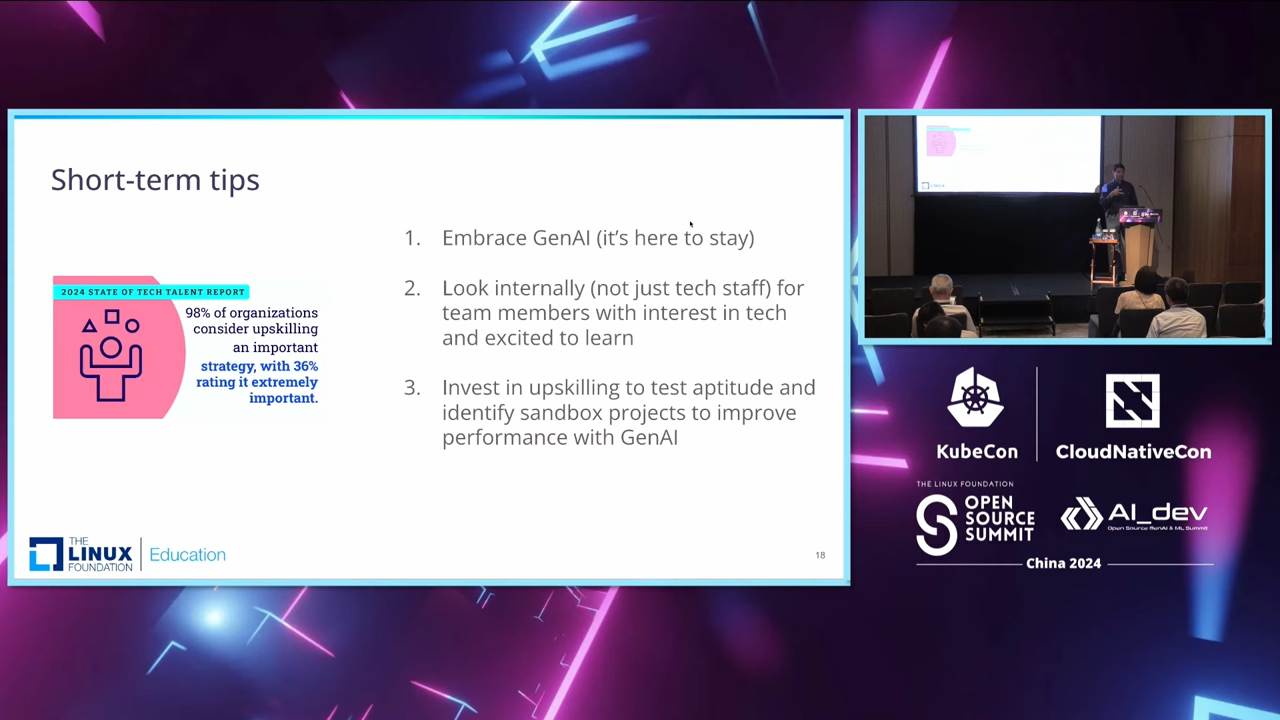 Short-term tips
2024 STATE OF TECH TALENT REPORT
98% of organizations
consider upskilling
an important
strategy, with 36%
rating it extremely
important.
1. Embrace GenAI (it's here to stay)
2. Look internally (not just tech staff) for
team members with interest in tech
and excited to learn
3. Invest in upskilling to test aptitude and
identify sandbox projects to improve
performance with GenAI
THE
LINUX
FOUNDATION
Education
18
KubeCon
CloudNativeCon
THE LINUX FOUNDATION
OPEN
SOURCE
SUMMIT
AI_dev
Open Source GenAI & ML Summit
China 2024